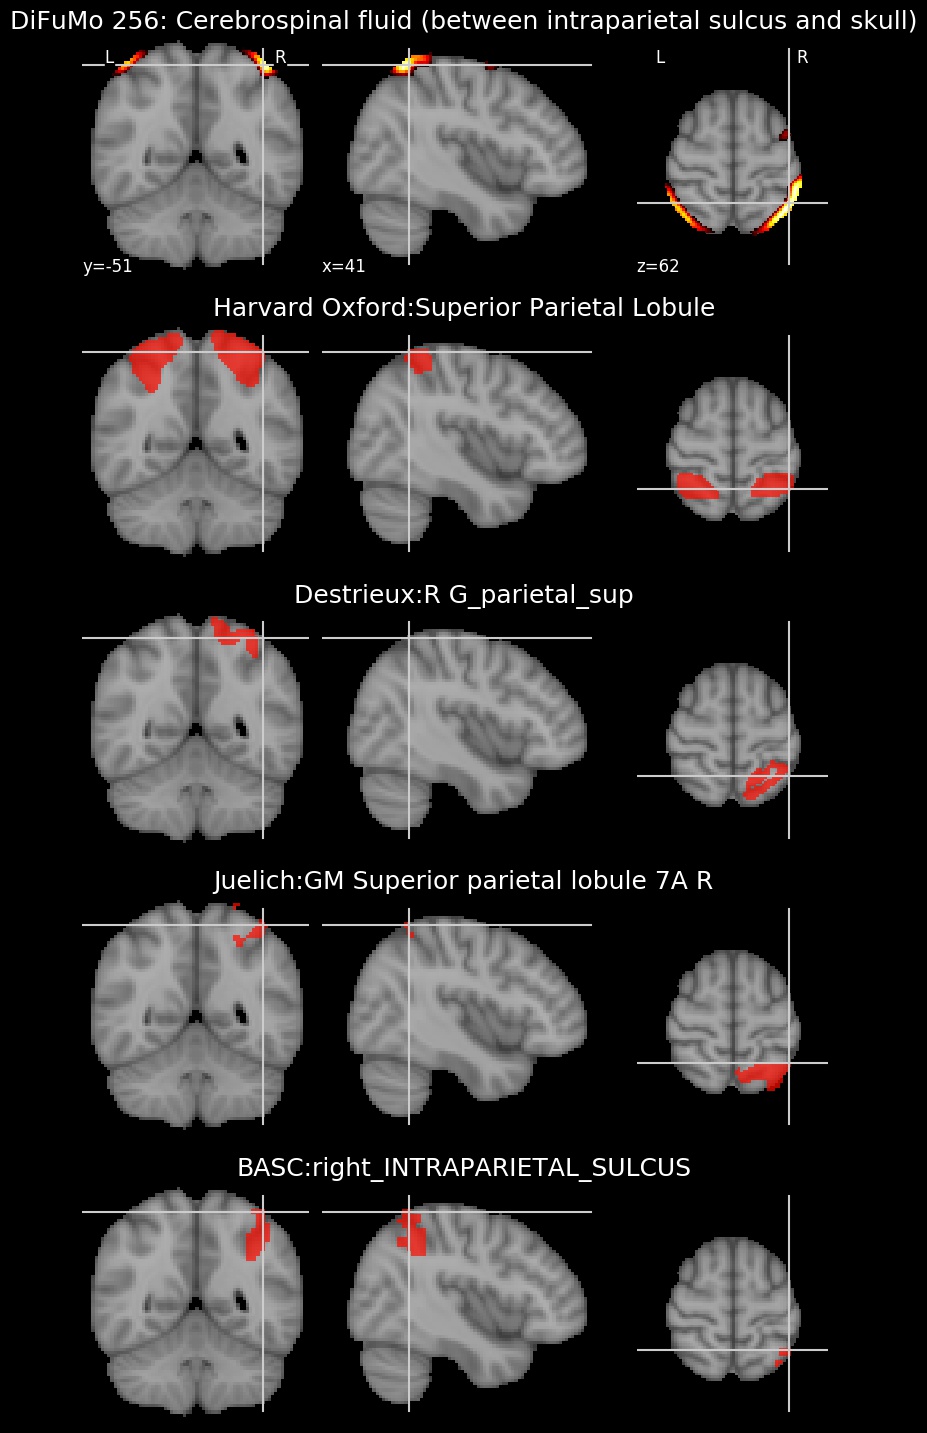 DiFuMo 256: Cerebrospinal fluid (between intraparietal sulcus and skull)
L R L R
y=-51 x=41 z=62
Harvard Oxford:Superior Parietal Lobule
Destrieux:R G_parietal_sup
Juelich:GM Superior parietal lobule 7A R
BASC:right_INTRAPARIETAL_SULCUS